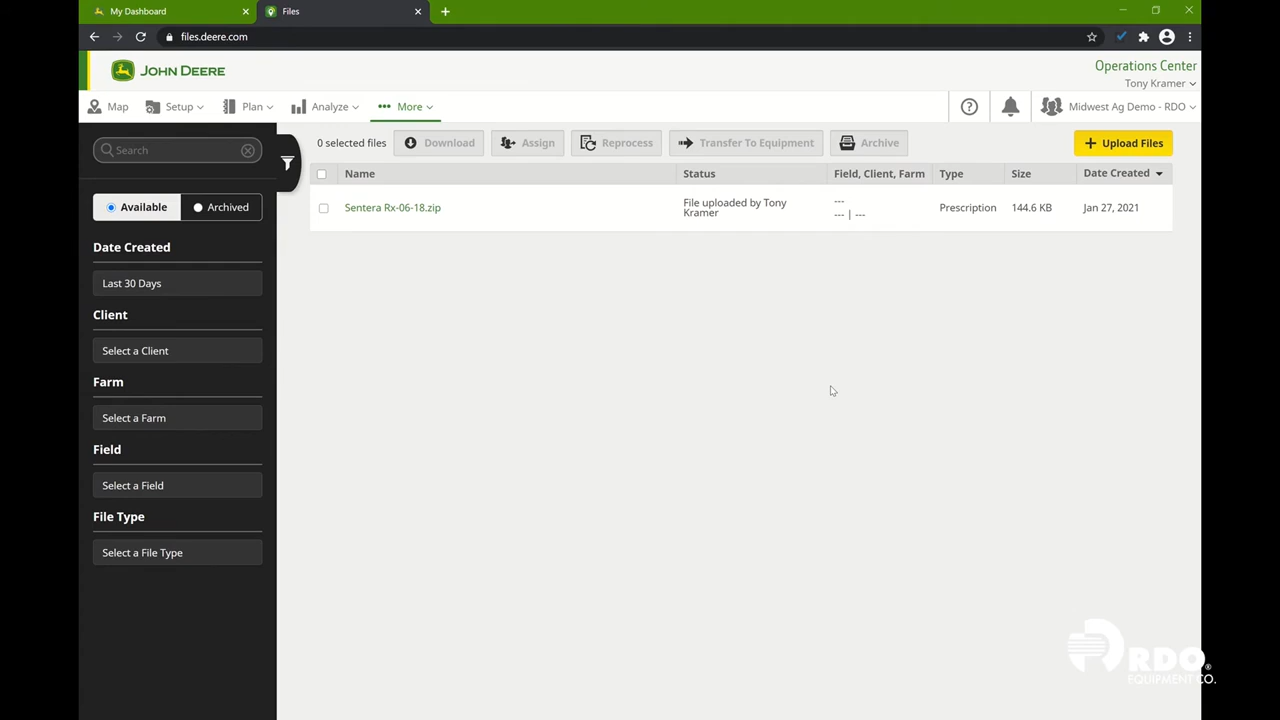 My Dashboard
Files
files.deere.com
JOHN DEERE
Operations Center
Tony Kramer
Map Setup Plan Analyze More
Midwest Ag Demo - RDO
Search
0 selected files Download Assign Reprocess Transfer To Equipment Archive + Upload Files
Name Status Field, Client, Farm Type Size Date Created
Sentera Rx-06-18.zip
File uploaded by Tony
Kramer
---
--- | ---
Prescription
144.6 KB
Jan 27, 2021
Available Archived
Date Created
Last 30 Days
Client
Select a Client
Farm
Select a Farm
Field
Select a Field
File Type
Select a File Type
RDO®
EQUIPMENT CO.